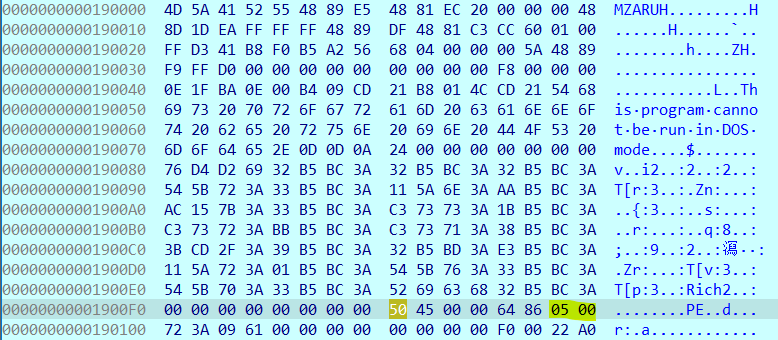 0000000000190000 4D 5A 41 52 55 48 89 E5 48 81 EC 20 00 00 00 48 MZARUH.........H
0000000000190010 8D 1D EA FF FF FF 48 89 DF 48 81 C3 CC 60 01 00 ......H......`..
0000000000190020 FF D3 41 B8 F0 B5 A2 56 68 04 00 00 00 5A 48 89 ........h....ZH.
0000000000190030 F9 FF D0 00 00 00 00 00 00 00 00 00 F8 00 00 00 ................
0000000000190040 0E 1F BA 0E 00 B4 09 CD 21 B8 01 4C CD 21 54 68 ...........L..Th
0000000000190050 69 73 20 70 72 6F 67 72 61 6D 20 63 61 6E 6E 6F is·program·canno
0000000000190060 74 20 62 65 20 72 75 6E 20 69 6E 20 44 4F 53 20 t·be·run·in·DOS·
0000000000190070 6D 6F 64 65 2E 0D 0D 0A 24 00 00 00 00 00 00 00 mode....$.......
0000000000190080 76 D4 D2 69 32 B5 BC 3A 32 B5 BC 3A 32 B5 BC 3A v..i2..:2..:2..:
0000000000190090 54 5B 72 3A 33 B5 BC 3A 11 5A 6E 3A AA B5 BC 3A T[r:3..:.Zn:...:
00000000001900A0 AC 15 7B 3A 33 B5 BC 3A C3 73 73 3A 1B B5 BC 3A ..{:3..:.s:...:
00000000001900B0 C3 73 72 3A BB B5 BC 3A C3 73 71 3A 38 B5 BC 3A ..r:...:..q:8..:
00000000001900C0 3B CD 2F 3A 39 B5 BC 3A 32 B5 BD 3A E3 B5 BC 3A
00000000001900D0 11 5A 72 3A 01 B5 BC 3A 54 5B 76 3A 33 B5 BC 3A .Zr:...:T[v:3..:
00000000001900E0 54 5B 70 3A 33 B5 BC 3A 52 69 63 68 32 B5 BC 3A T[p:3..:Rich2..:
00000000001900F0 00 00 00 00 00 00 00 00 50 45 00 00 64 86 05 00 ........PE..d...
0000000000190100 72 3A 09 61 00 00 00 00 00 00 00 00 F0 00 22 A0 r:.a............